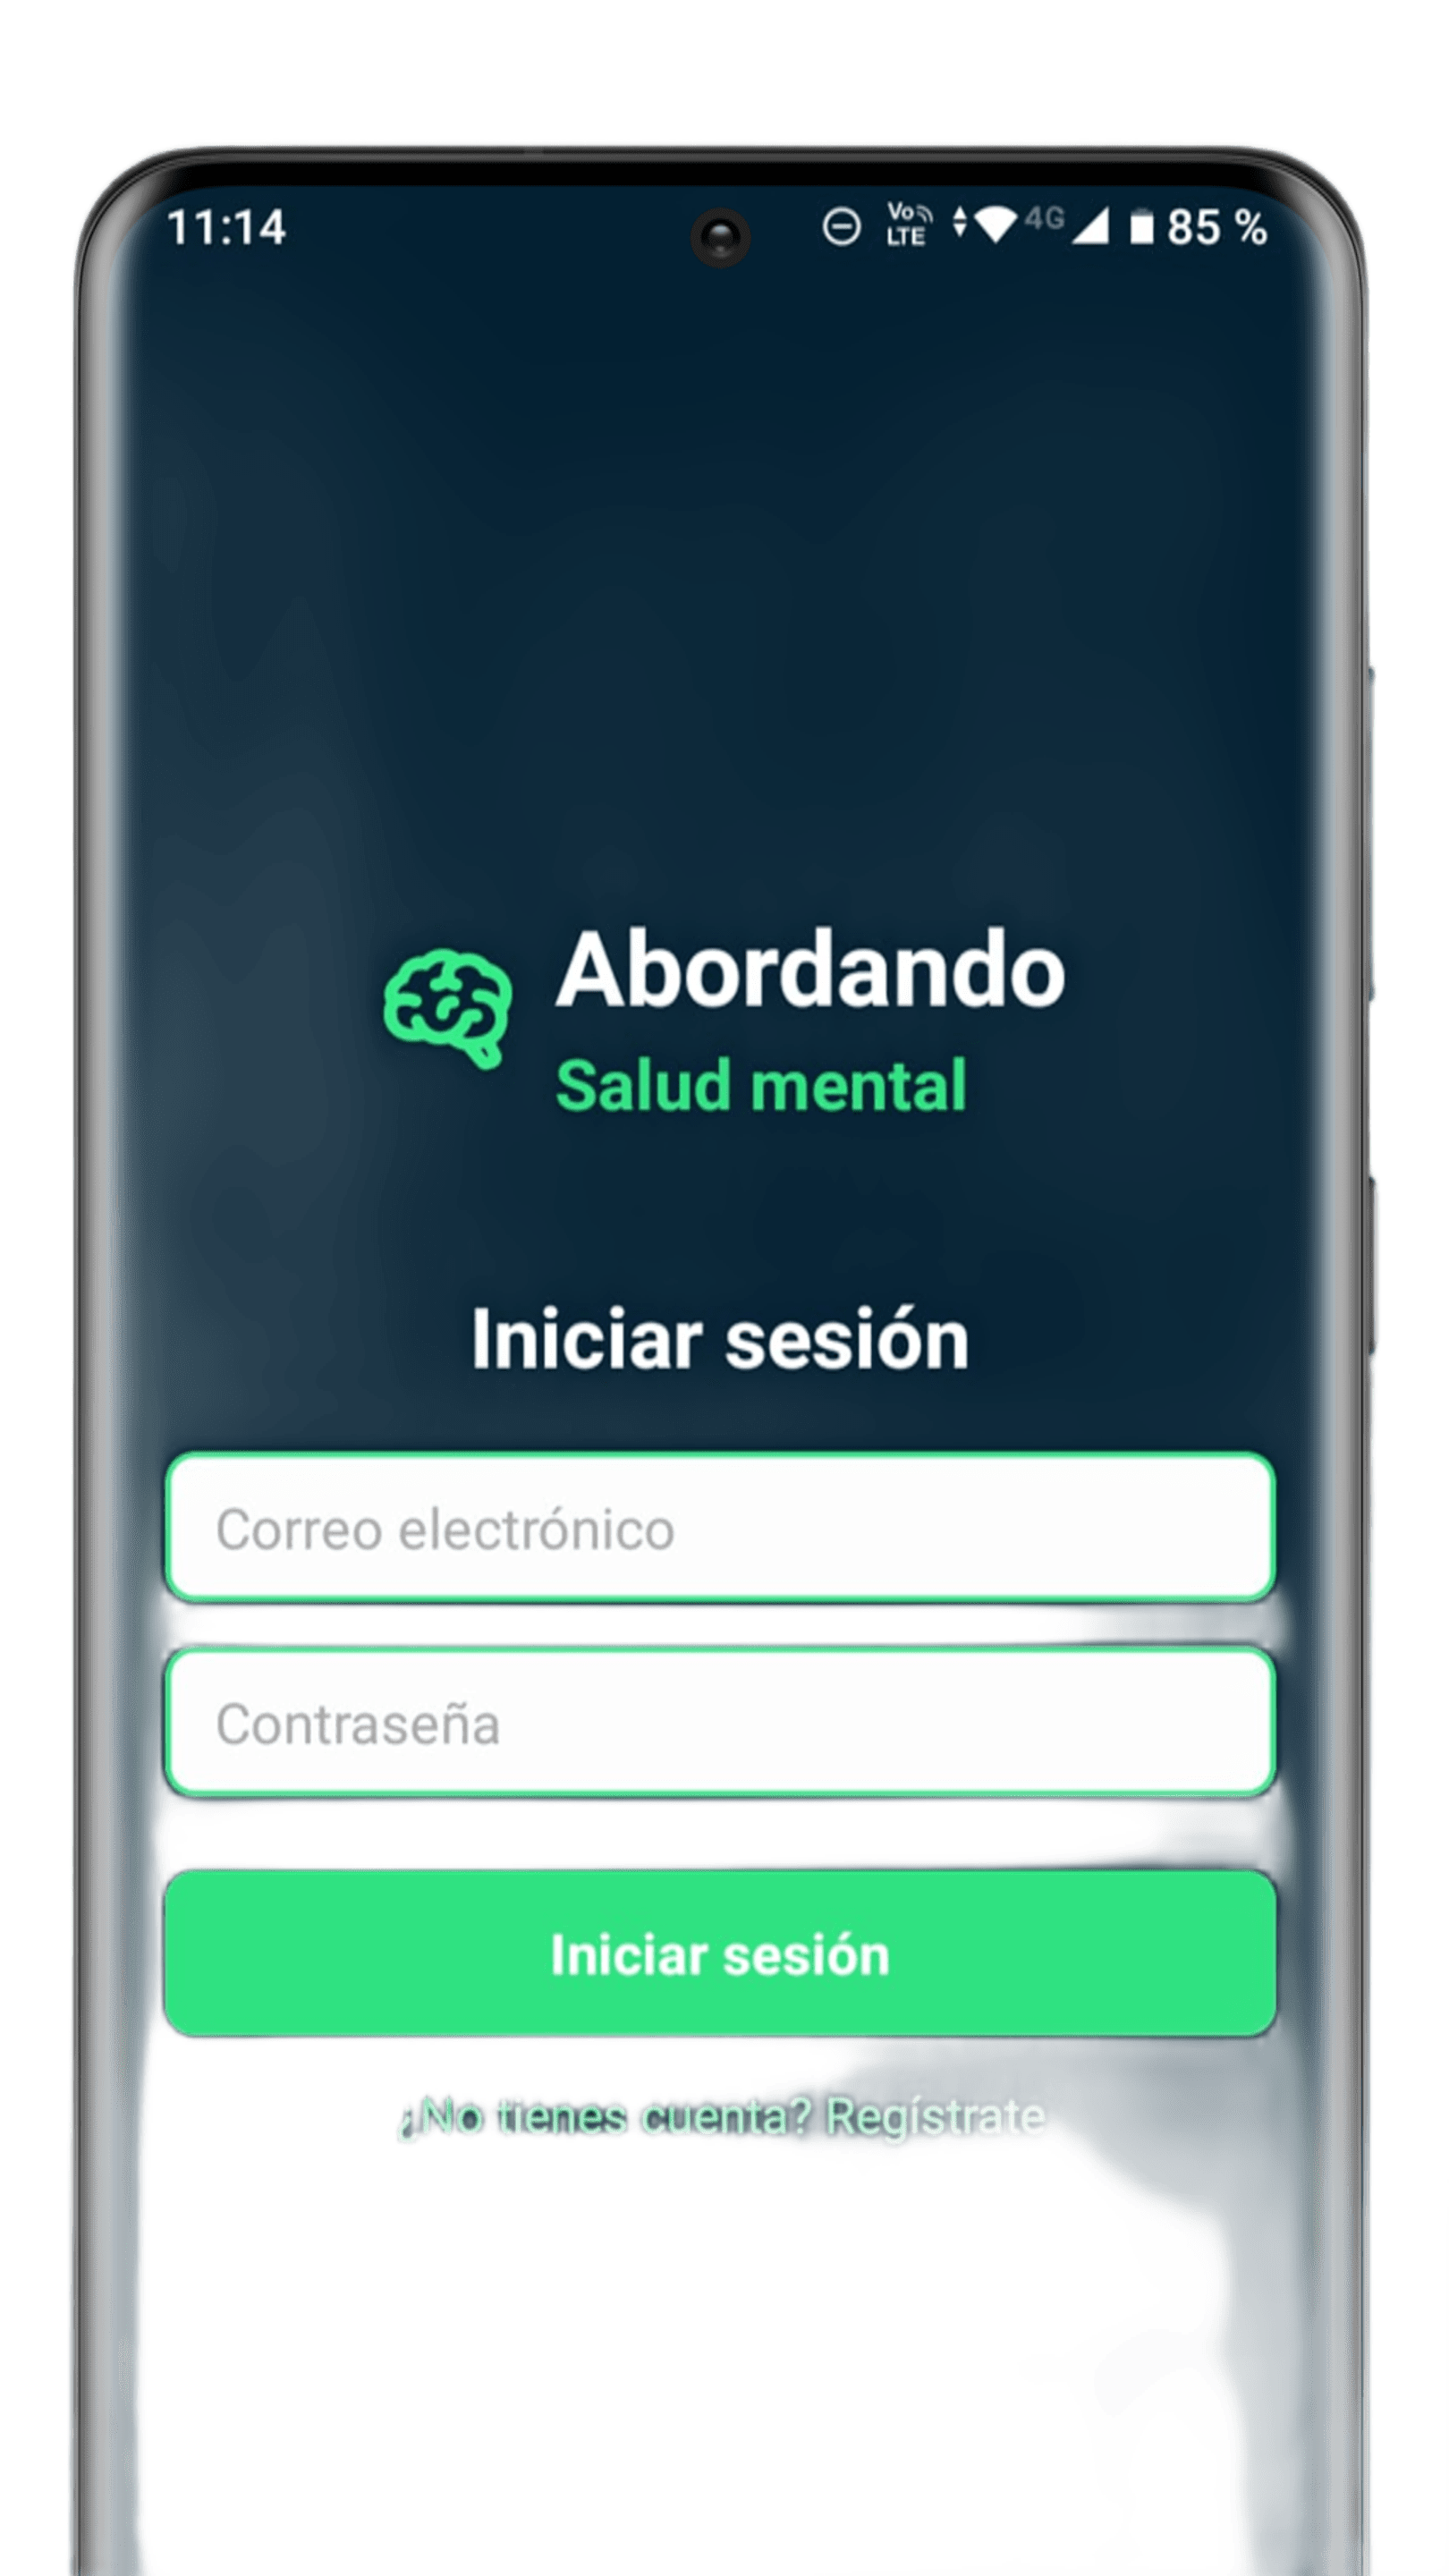 11:14 Vo LTE 4G 85 %
Abordando
Salud mental
Iniciar sesión
Correo electrónico
Contraseña
Iniciar sesión
¿No tienes cuenta? Regístrate